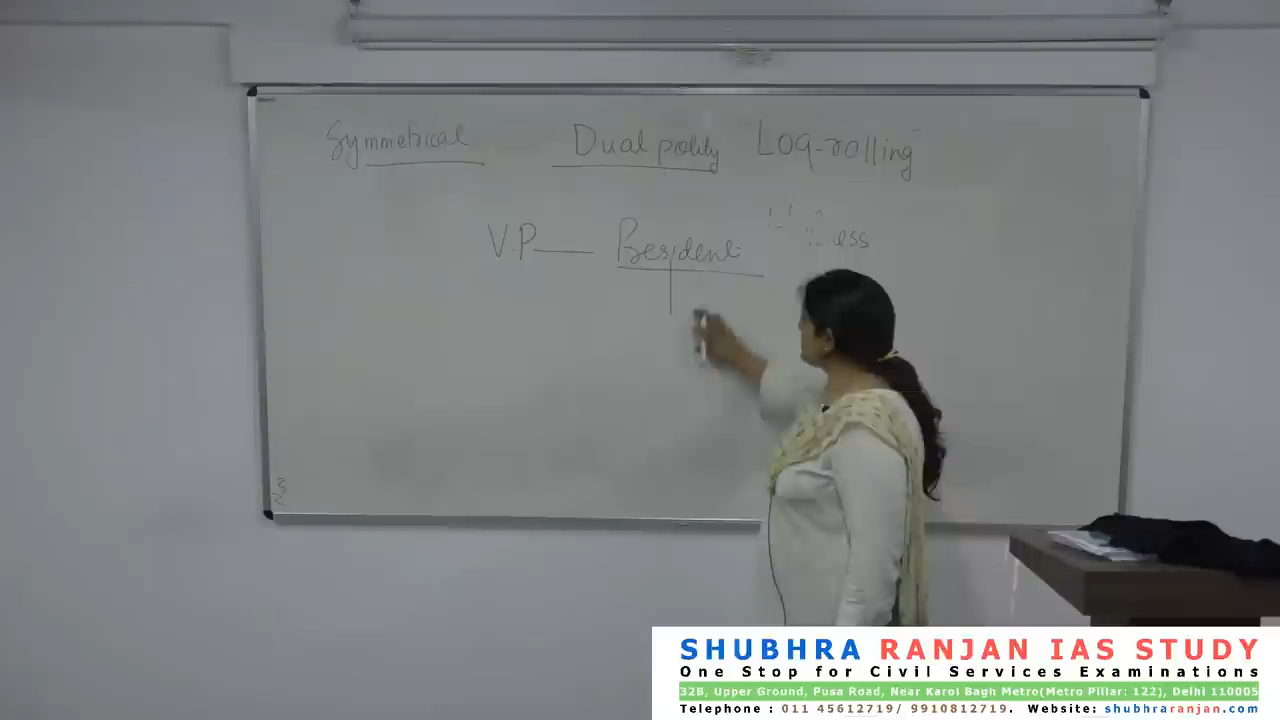 Symmetrical Dual polity Log-rolling
V.P — President
SHUBHRA RANJAN IAS STUDY
One Stop for Civil Services Examinations
32B, Upper Ground, Pusa Road, Near Karol Bagh Metro(Metro Pillar: 122), Delhi 110005
Telephone : 011 45612719/ 9910812719. Website: shubhraranjan.com